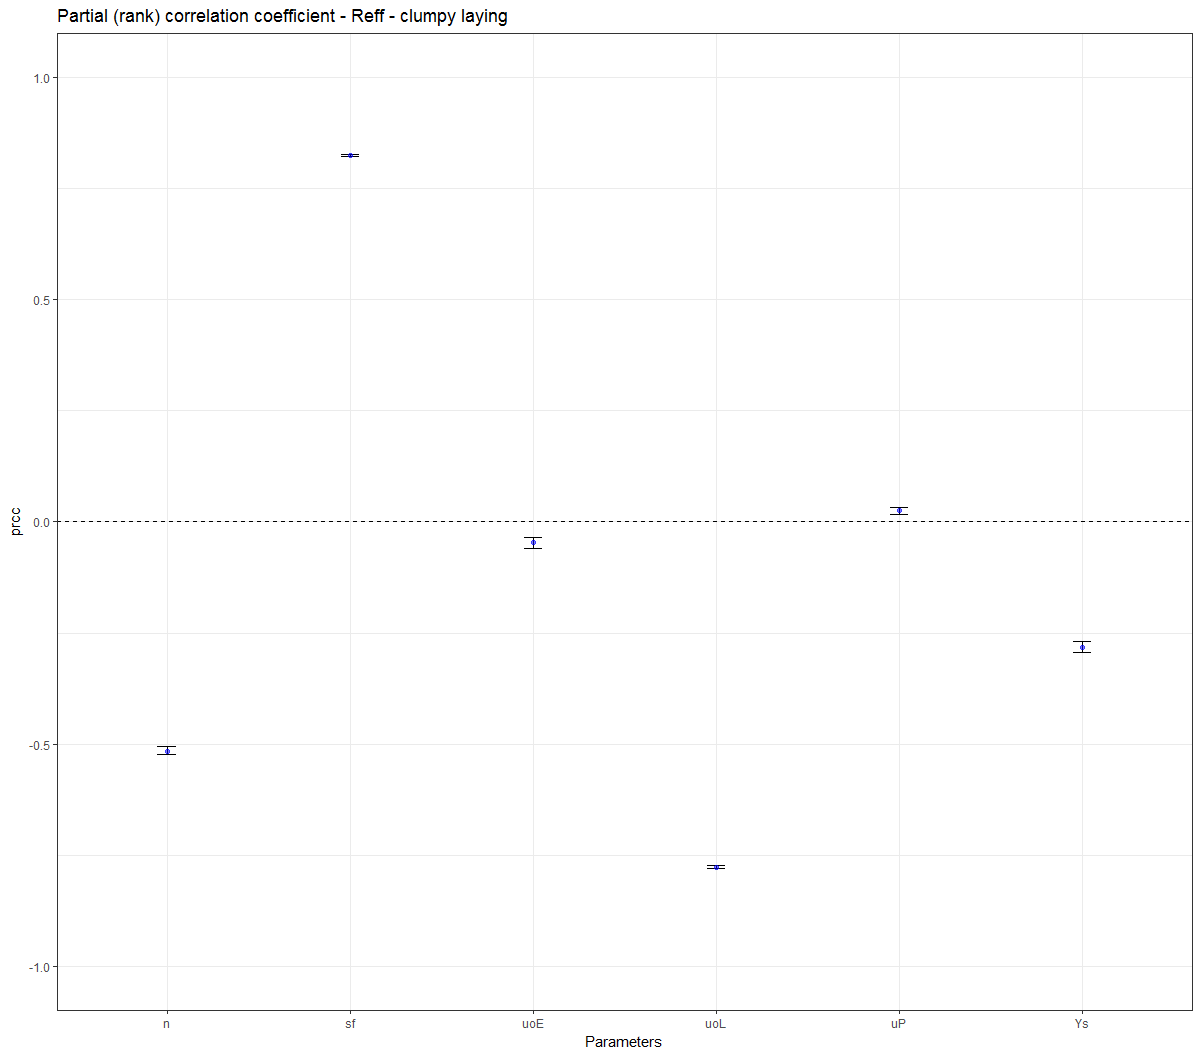 Partial (rank) correlation coefficient - Reff - clumpy laying
1.0
0.5
0.0
-0.5
-1.0
prcc
n sf uoE uoL uP Ys
Parameters